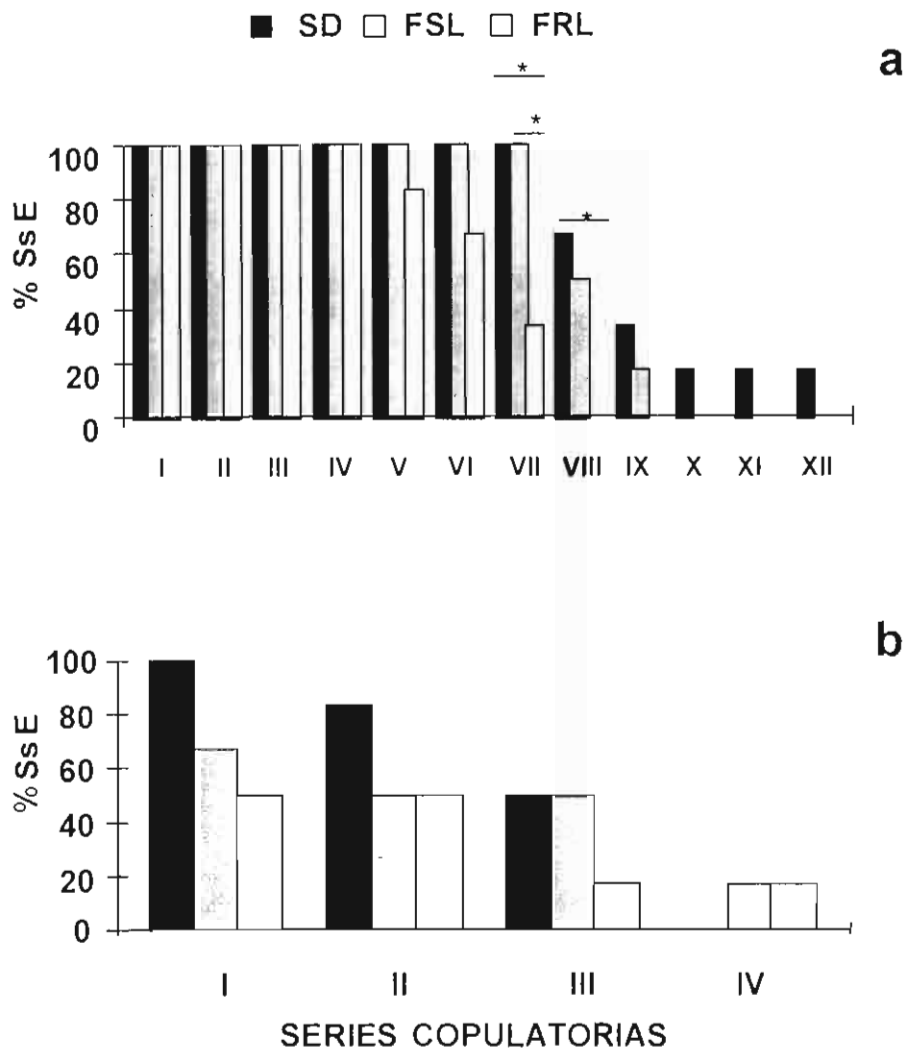 SD FSL FRL
a
*
*
*
% SsE
100
80
60
40
20
0
I II III IV V VI VII VIII IX X XI XII
b
%SsE
100
80
60
40
20
0
I II III IV
SERIES COPULATORIAS